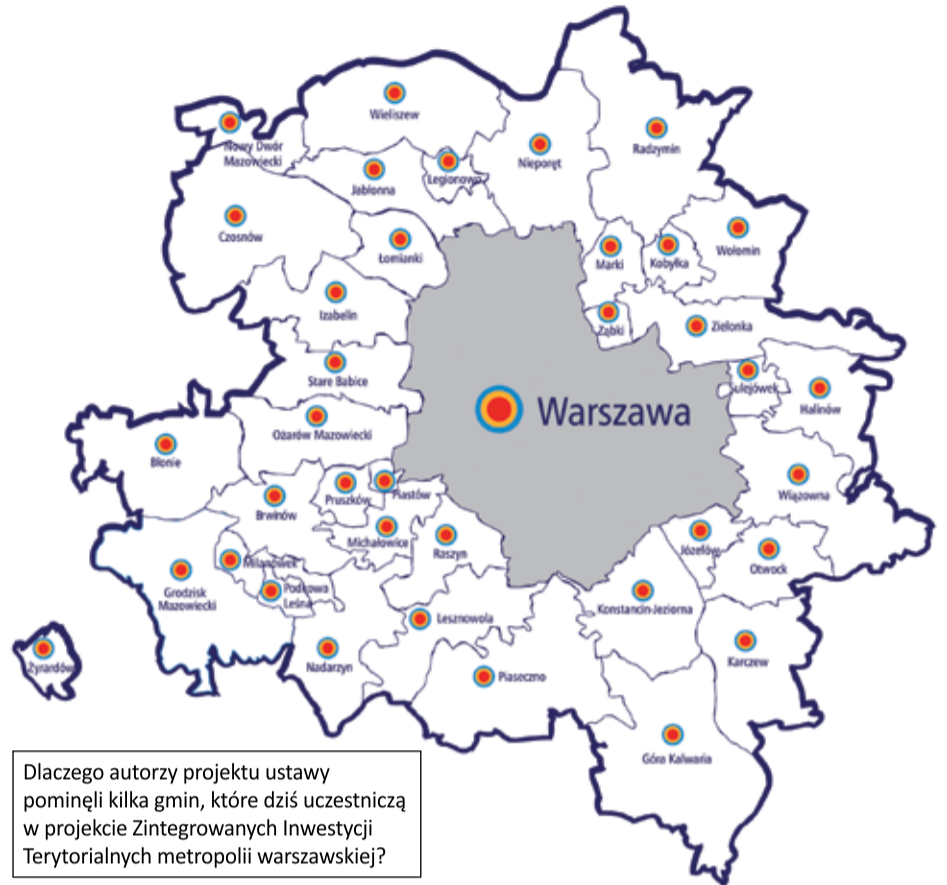 Wieliszew
Nowy Dwór
Mazowiecki
Nieporęt
Radzymin
Jabłonna
Legionowo
Czosnów
Łomianki
Marki
Kobyłka
Wołomin
Izabelin
Ząbki
Zielonka
Stare Babice
Sulejówek
Halinów
Warszawa
Ożarów Mazowiecki
Błonie
Wiązowna
Pruszków
Piastów
Brwinów
Michałowice
Raszyn
Józefów
Otwock
Milanówek
Grodzisk
Mazowiecki
Podkowa
Leśna
Konstancin-Jeziorna
Lesznowola
Żyrardów
Nadarzyn
Karczew
Piaseczno
Góra Kalwaria
Dlaczego autorzy projektu ustawy
pominęli kilka gmin, które dziś uczestniczą
w projekcie Zintegrowanych Inwestycji
Terytorialnych metropolii warszawskiej?